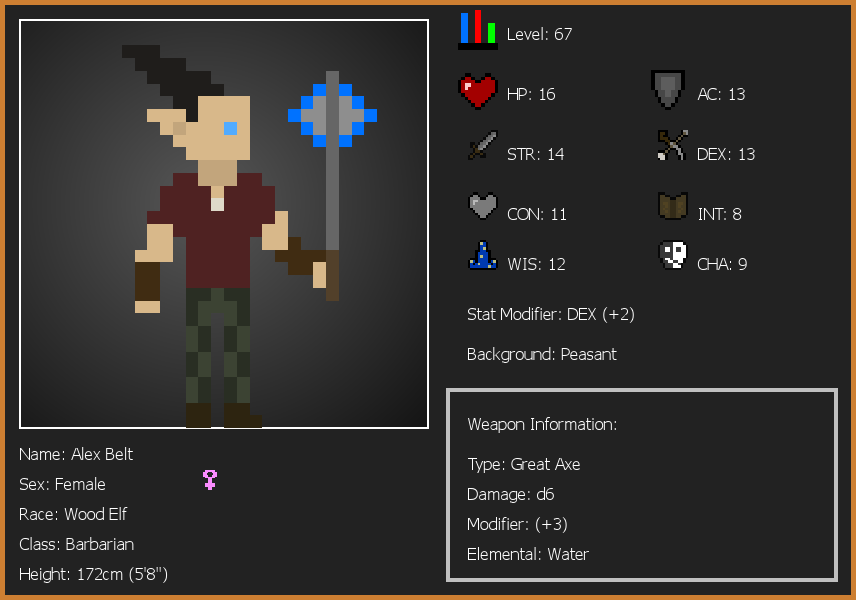 Level: 67
HP: 16
AC: 13
STR: 14
DEX: 13
CON: 11
INT: 8
WIS: 12
CHA: 9
Stat Modifier: DEX (+2)
Background: Peasant
Weapon Information:
Type: Great Axe
Damage: d6
Modifier: (+3)
Elemental: Water
Name: Alex Belt
Sex: Female
Race: Wood Elf
Class: Barbarian
Height: 172cm (5'8")